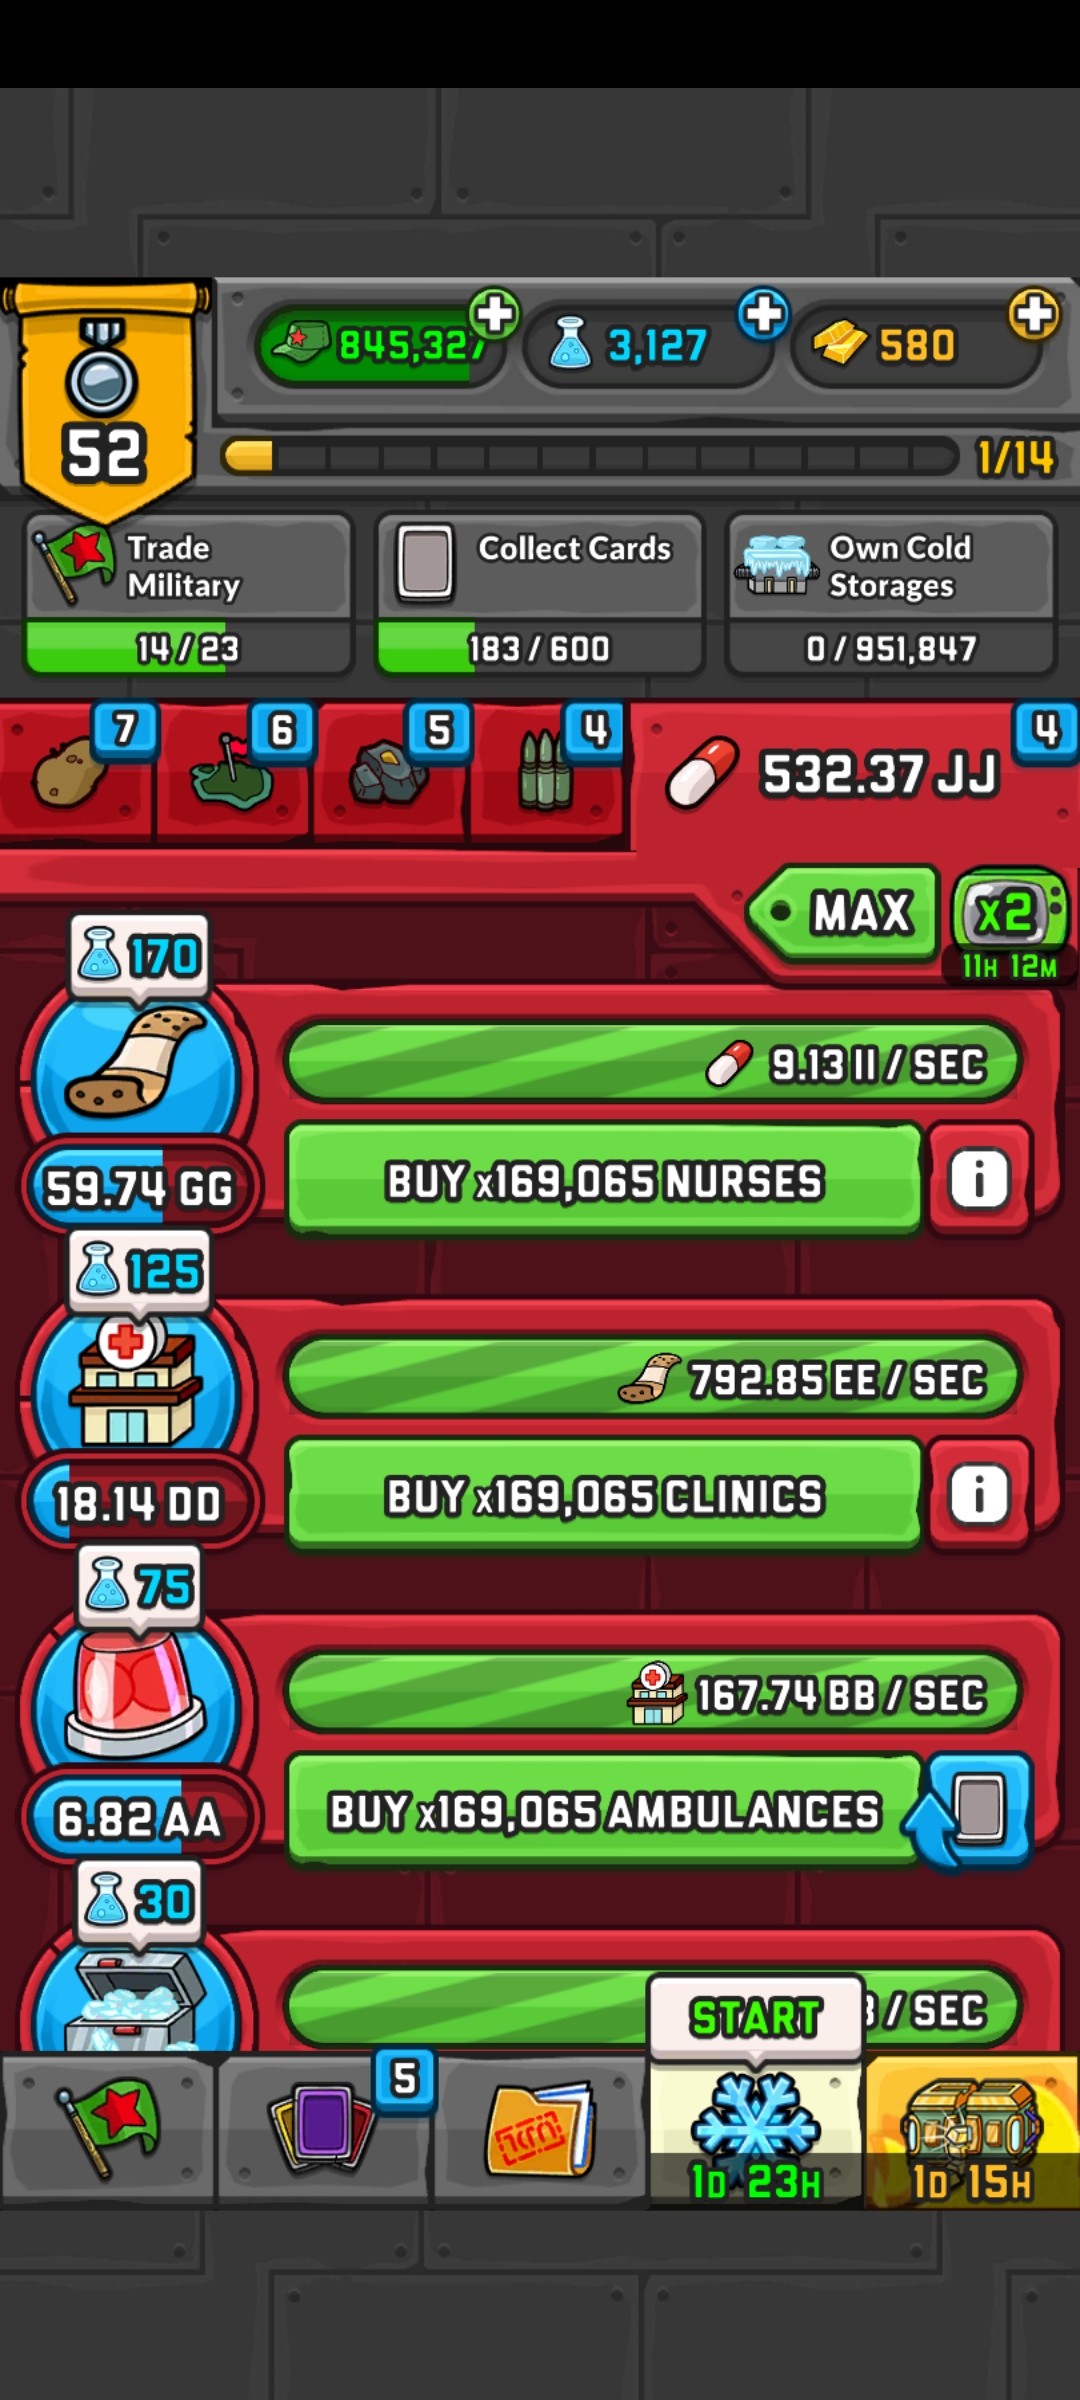 845,327
3,127
580
52
1/14
Trade
Military
Collect Cards
Own Cold
Storages
14 / 23
183 / 600
0 / 951,847
7
6
5
4
532.37 JJ
4
MAX
x2
11H 12M
170
9.13 II / SEC
59.74 GG
BUY x169,065 NURSES
i
125
792.85 EE / SEC
18.14 DD
BUY x169,065 CLINICS
i
75
167.74 BB / SEC
6.82 AA
BUY x169,065 AMBULANCES
30
/ SEC
START
5
1D 23H
1D 15H